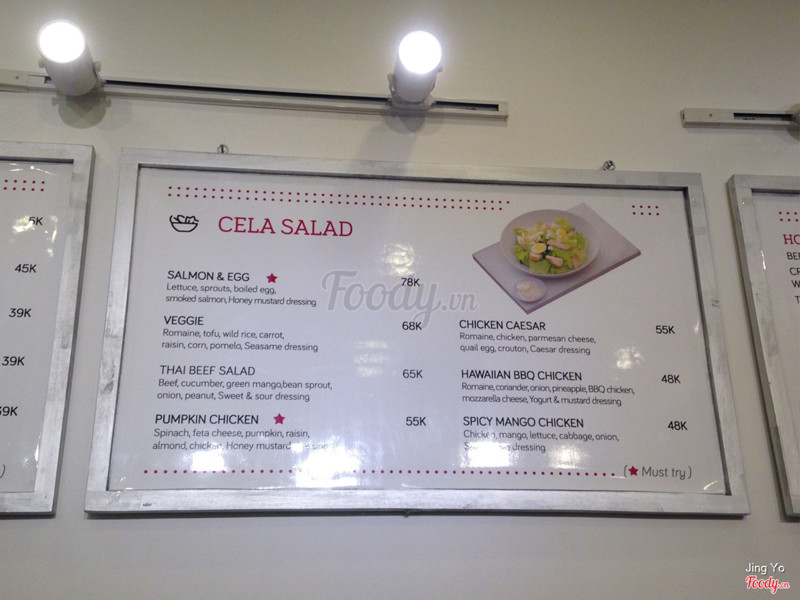 CELA SALAD
SALMON & EGG 78K
Lettuce, sprouts, boiled egg,
smoked salmon, Honey mustard dressing
VEGGIE 68K
Romaine, tofu, wild rice, carrot,
raisin, corn, pomelo, Seasame dressing
THAI BEEF SALAD 65K
Beef, cucumber, green mango,bean sprout,
onion, peanut, Sweet & sour dressing
PUMPKIN CHICKEN 55K
Spinach, feta cheese, pumpkin, raisin,
almond, chicken, Honey mustard
CHICKEN CAESAR 55K
Romaine, chicken, parmesan cheese,
quail egg, crouton, Caesar dressing
HAWAIIAN BBQ CHICKEN 48K
Romaine, coriander, onion, pineapple, BBQ chicken,
mozzarella cheese, Yogurt & mustard dressing
SPICY MANGO CHICKEN 48K
Chicken, mango, lettuce, cabbage, onion,
dressing
(★ Must try)
45K
39K
39K
Foody.vn
Jing Yo
Foody.vn